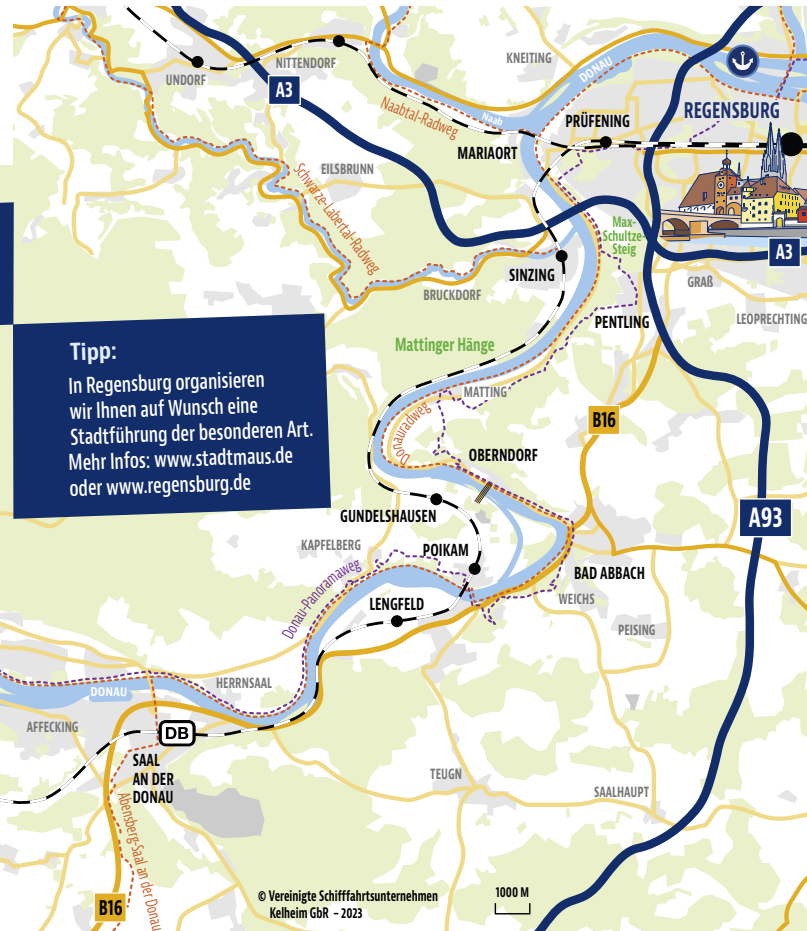 KNEITING
NITTENDORF
UNDORF
DONAU
A3
REGENSBURG
Naabtal-Radweg
Naab
PRÜFENING
MARIAORT
EILSBRUNN
Schwarze-Labertal-Radweg
Max-
Schultze-
Steig
A3
SINZING
GRAß
BRUCKDORF
LEOPRECHTING
PENTLING
Mattinger Hänge
Tipp:
In Regensburg organisieren
wir Ihnen auf Wunsch eine
Stadtführung der besonderen Art.
Mehr Infos: www.stadtmaus.de
oder www.regensburg.de
MATTING
Donauradweg
B16
OBERNDORF
GUNDELSHAUSEN
A93
KAPFELBERG
POIKAM
BAD ABBACH
Donau-Panoramaweg
LENGFELD
WEICHS
PEISING
HERRNSAAL
DONAU
AFFECKING
DB
SAAL
AN DER
DONAU
TEUGN
SAALHAUPT
Abensberg-Saal an der Donau
B16
© Vereinigte Schifffahrtsunternehmen
Kelheim GbR – 2023
1000 M